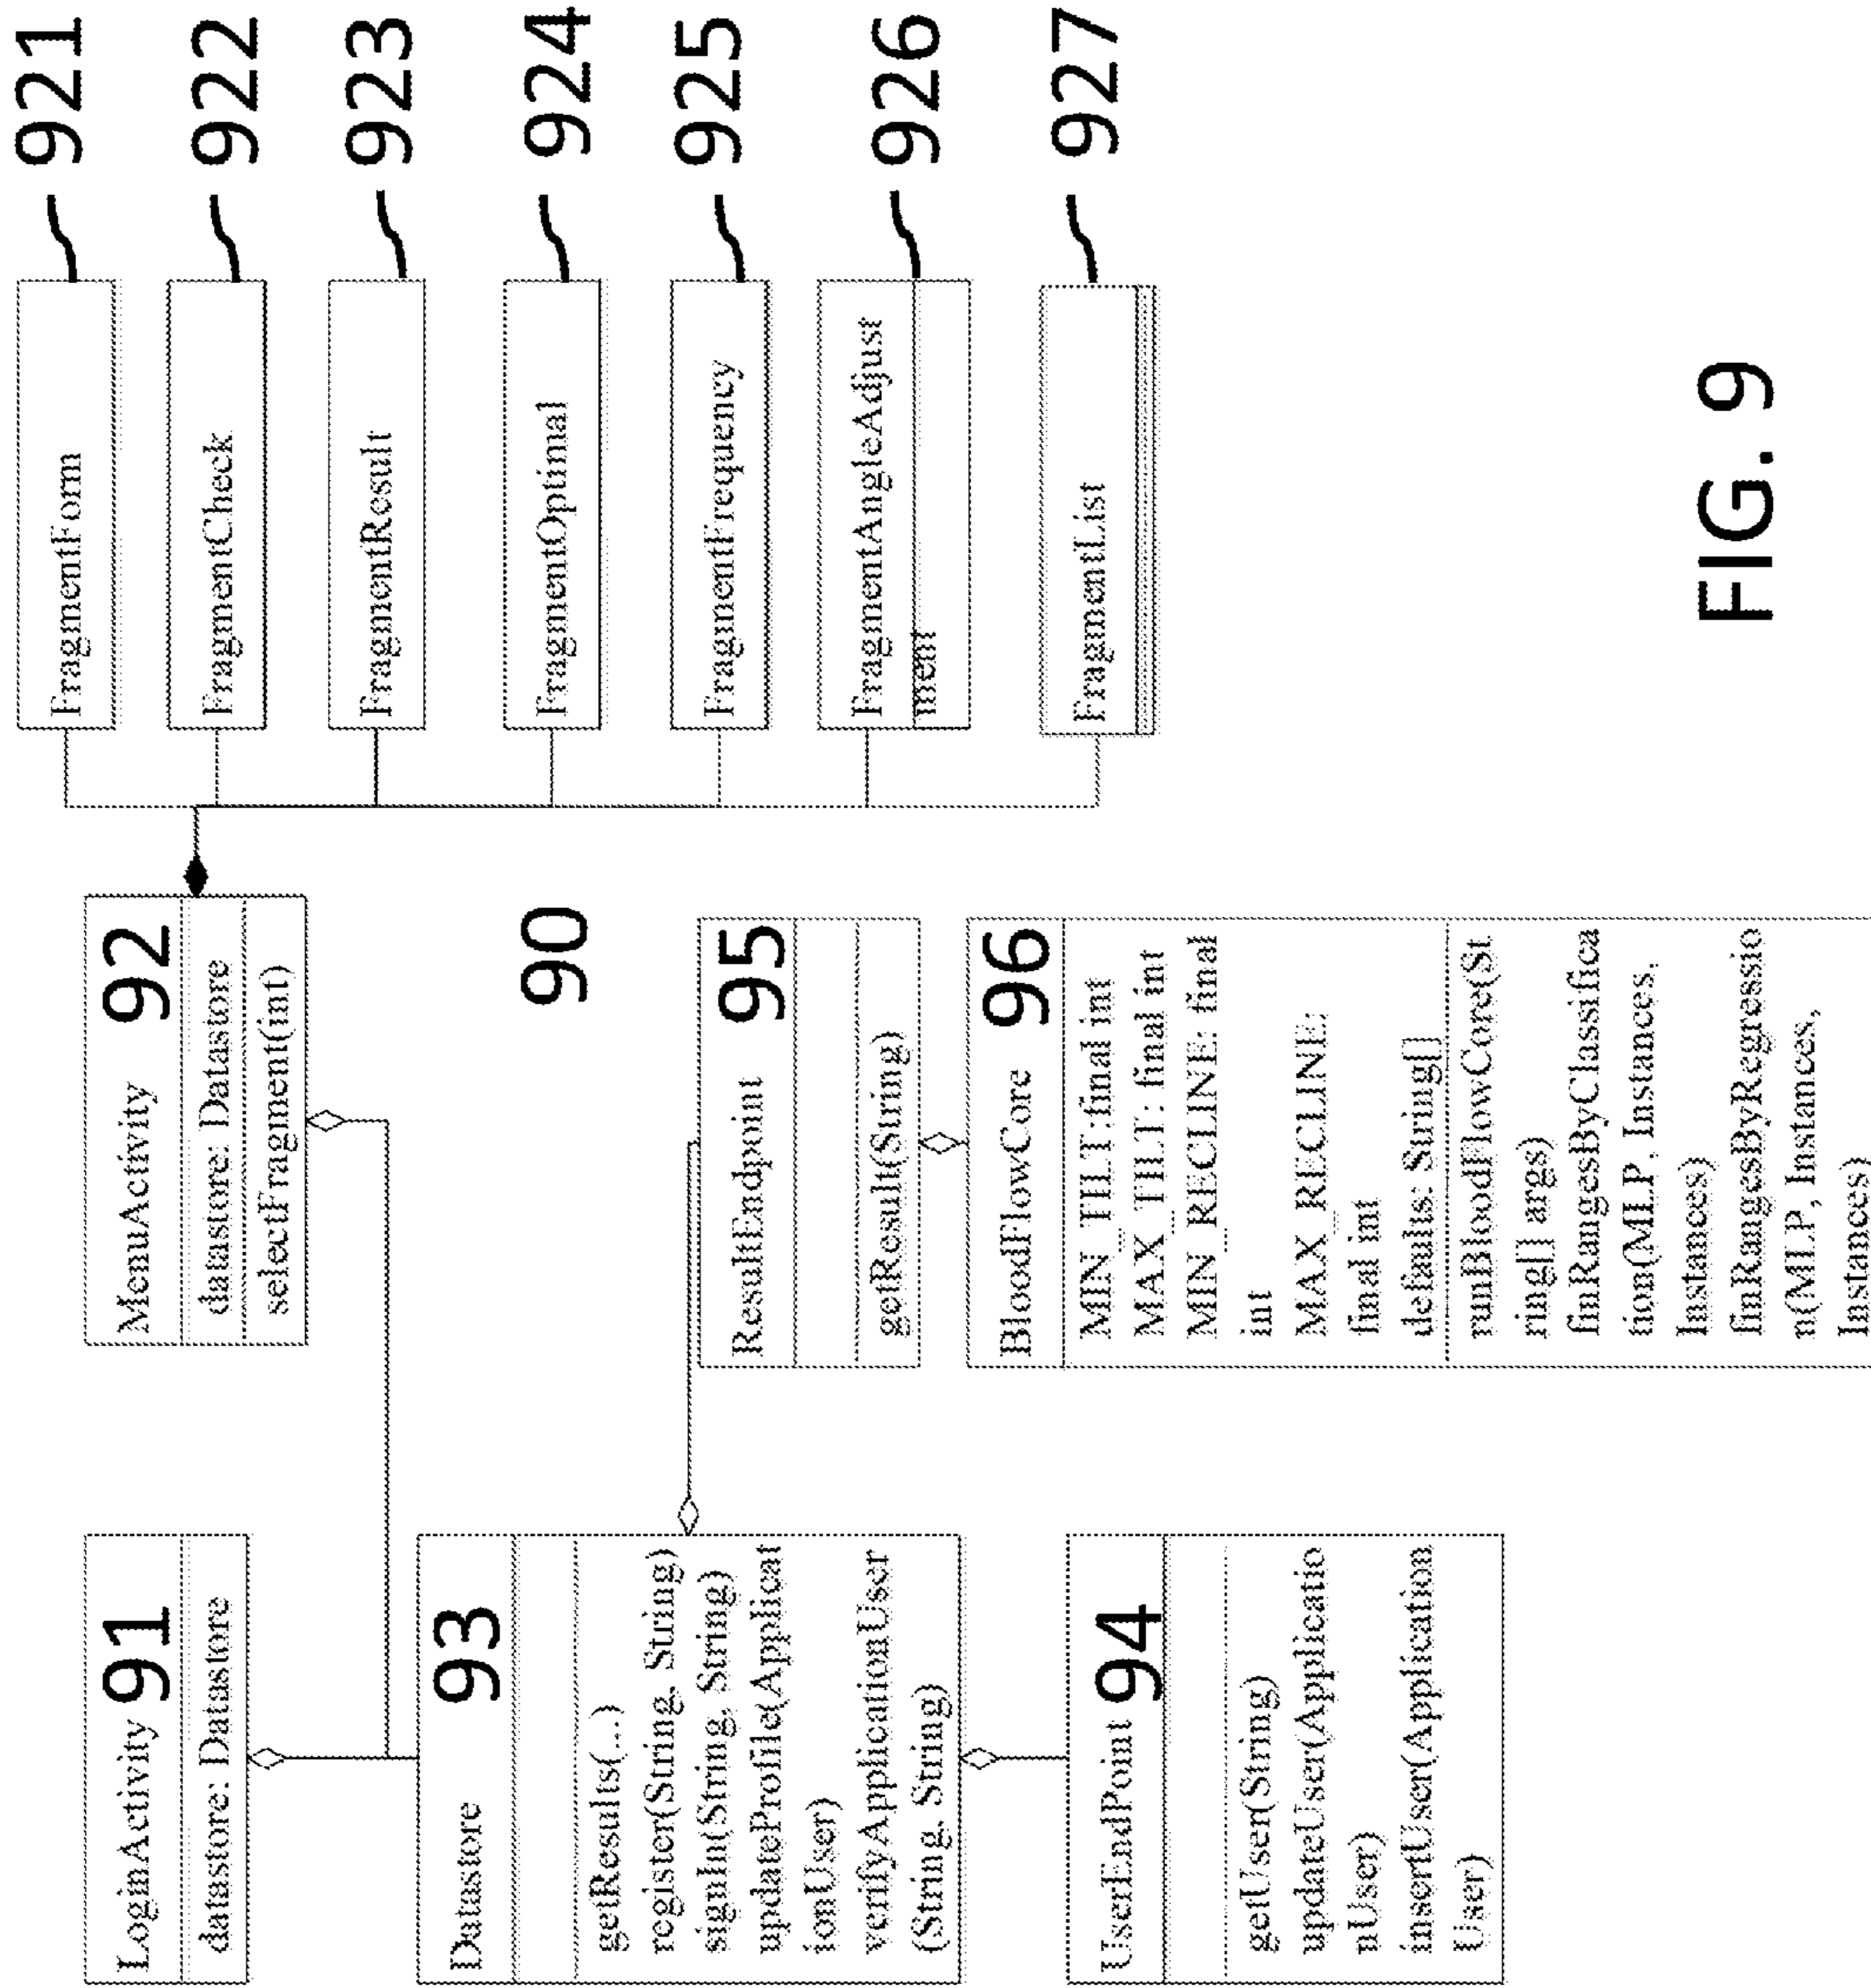 LoginActivity 91
datastore: Datastore
MenuActivity 92
datastore: Datastore
selectFragment(int)
Datastore 93
getResults(...)
register(String, String)
signIn(String, String)
updateProfile(Applicat
ionUser)
verifyApplicationUser
(String, String)
UserEndPoint 94
getUser(String)
updateUser(Applicatio
nUser)
insertUser(Application
User)
90
ResultEndpoint 95
getResult(String)
BloodFlowCore 96
MIN_TILT:final int
MAX_TILT: final int
MIN_RECLINE: final
int
MAX_RECLINE:
final int
defaults: String[]
runBloodFlowCore(St
ring[] args)
finRangesByClassifica
tion(MLP, Instances,
Instances)
finRangesByRegressio
n(MLP, Instances,
Instances)
FragmentForm
921
FragmentCheck
922
FragmentResult
923
FragmentOptinal
924
FragmentFrequency
925
FragmentAngleAdjust
ment
926
FragmentList
927
FIG. 9